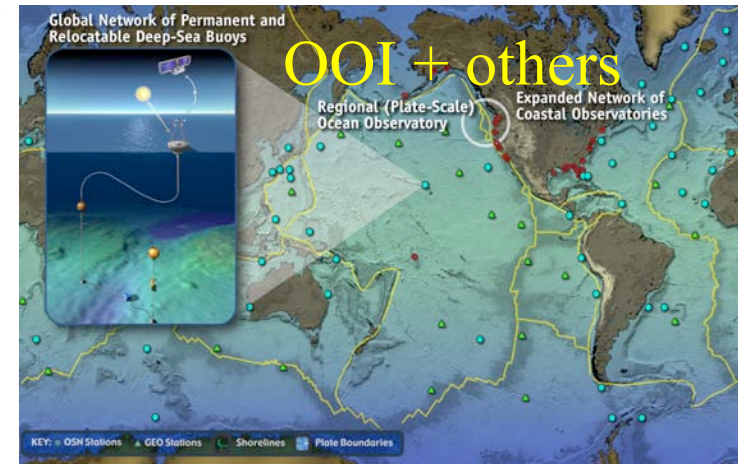 Global Network of Permanent and
Relocatable Deep-Sea Buoys
OOI + others
Regional (Plate-Scale)
Ocean Observatory
Expanded Network of
Coastal Observatories
KEY: OSN Stations GEO Stations Shorelines Plate Boundaries